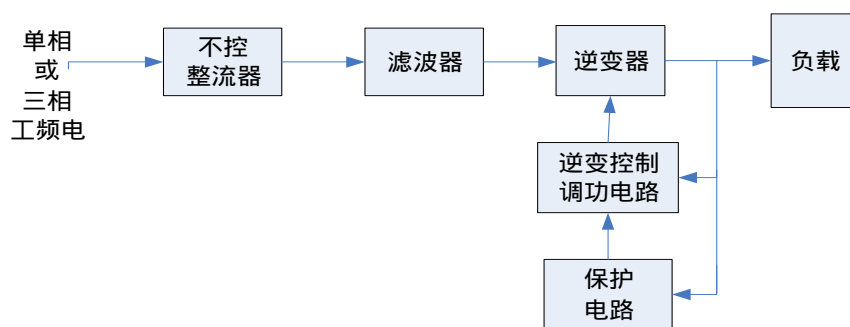 单相
或
三相
工频电
不控
整流器
滤波器
逆变器
负载
逆变控制
调功电路
保护
电路